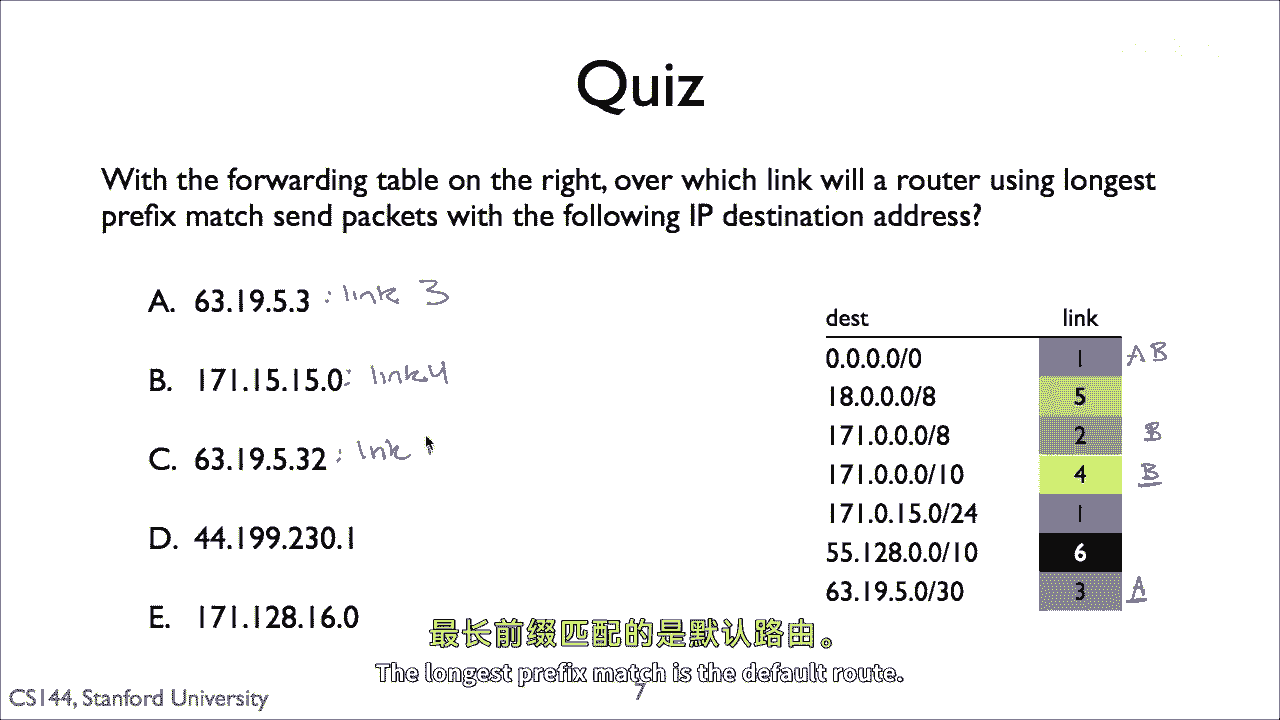 Quiz
With the forwarding table on the right, over which link will a router using longest
prefix match send packets with the following IP destination address?
A. 63.19.5.3 : link 3
B. 171.15.15.0: link 4
C. 63.19.5.32 : link 1
D. 44.199.230.1
E. 171.128.16.0
dest link
0.0.0.0/0 1 A B
18.0.0.0/8 5
171.0.0.0/8 2 B
171.0.0.0/10 4 B
171.0.15.0/24 1
55.128.0.0/10 6
63.19.5.0/30 3 A
最长前缀匹配的是默认路由。
The longest prefix match is the default route.
CS144, Stanford University 7